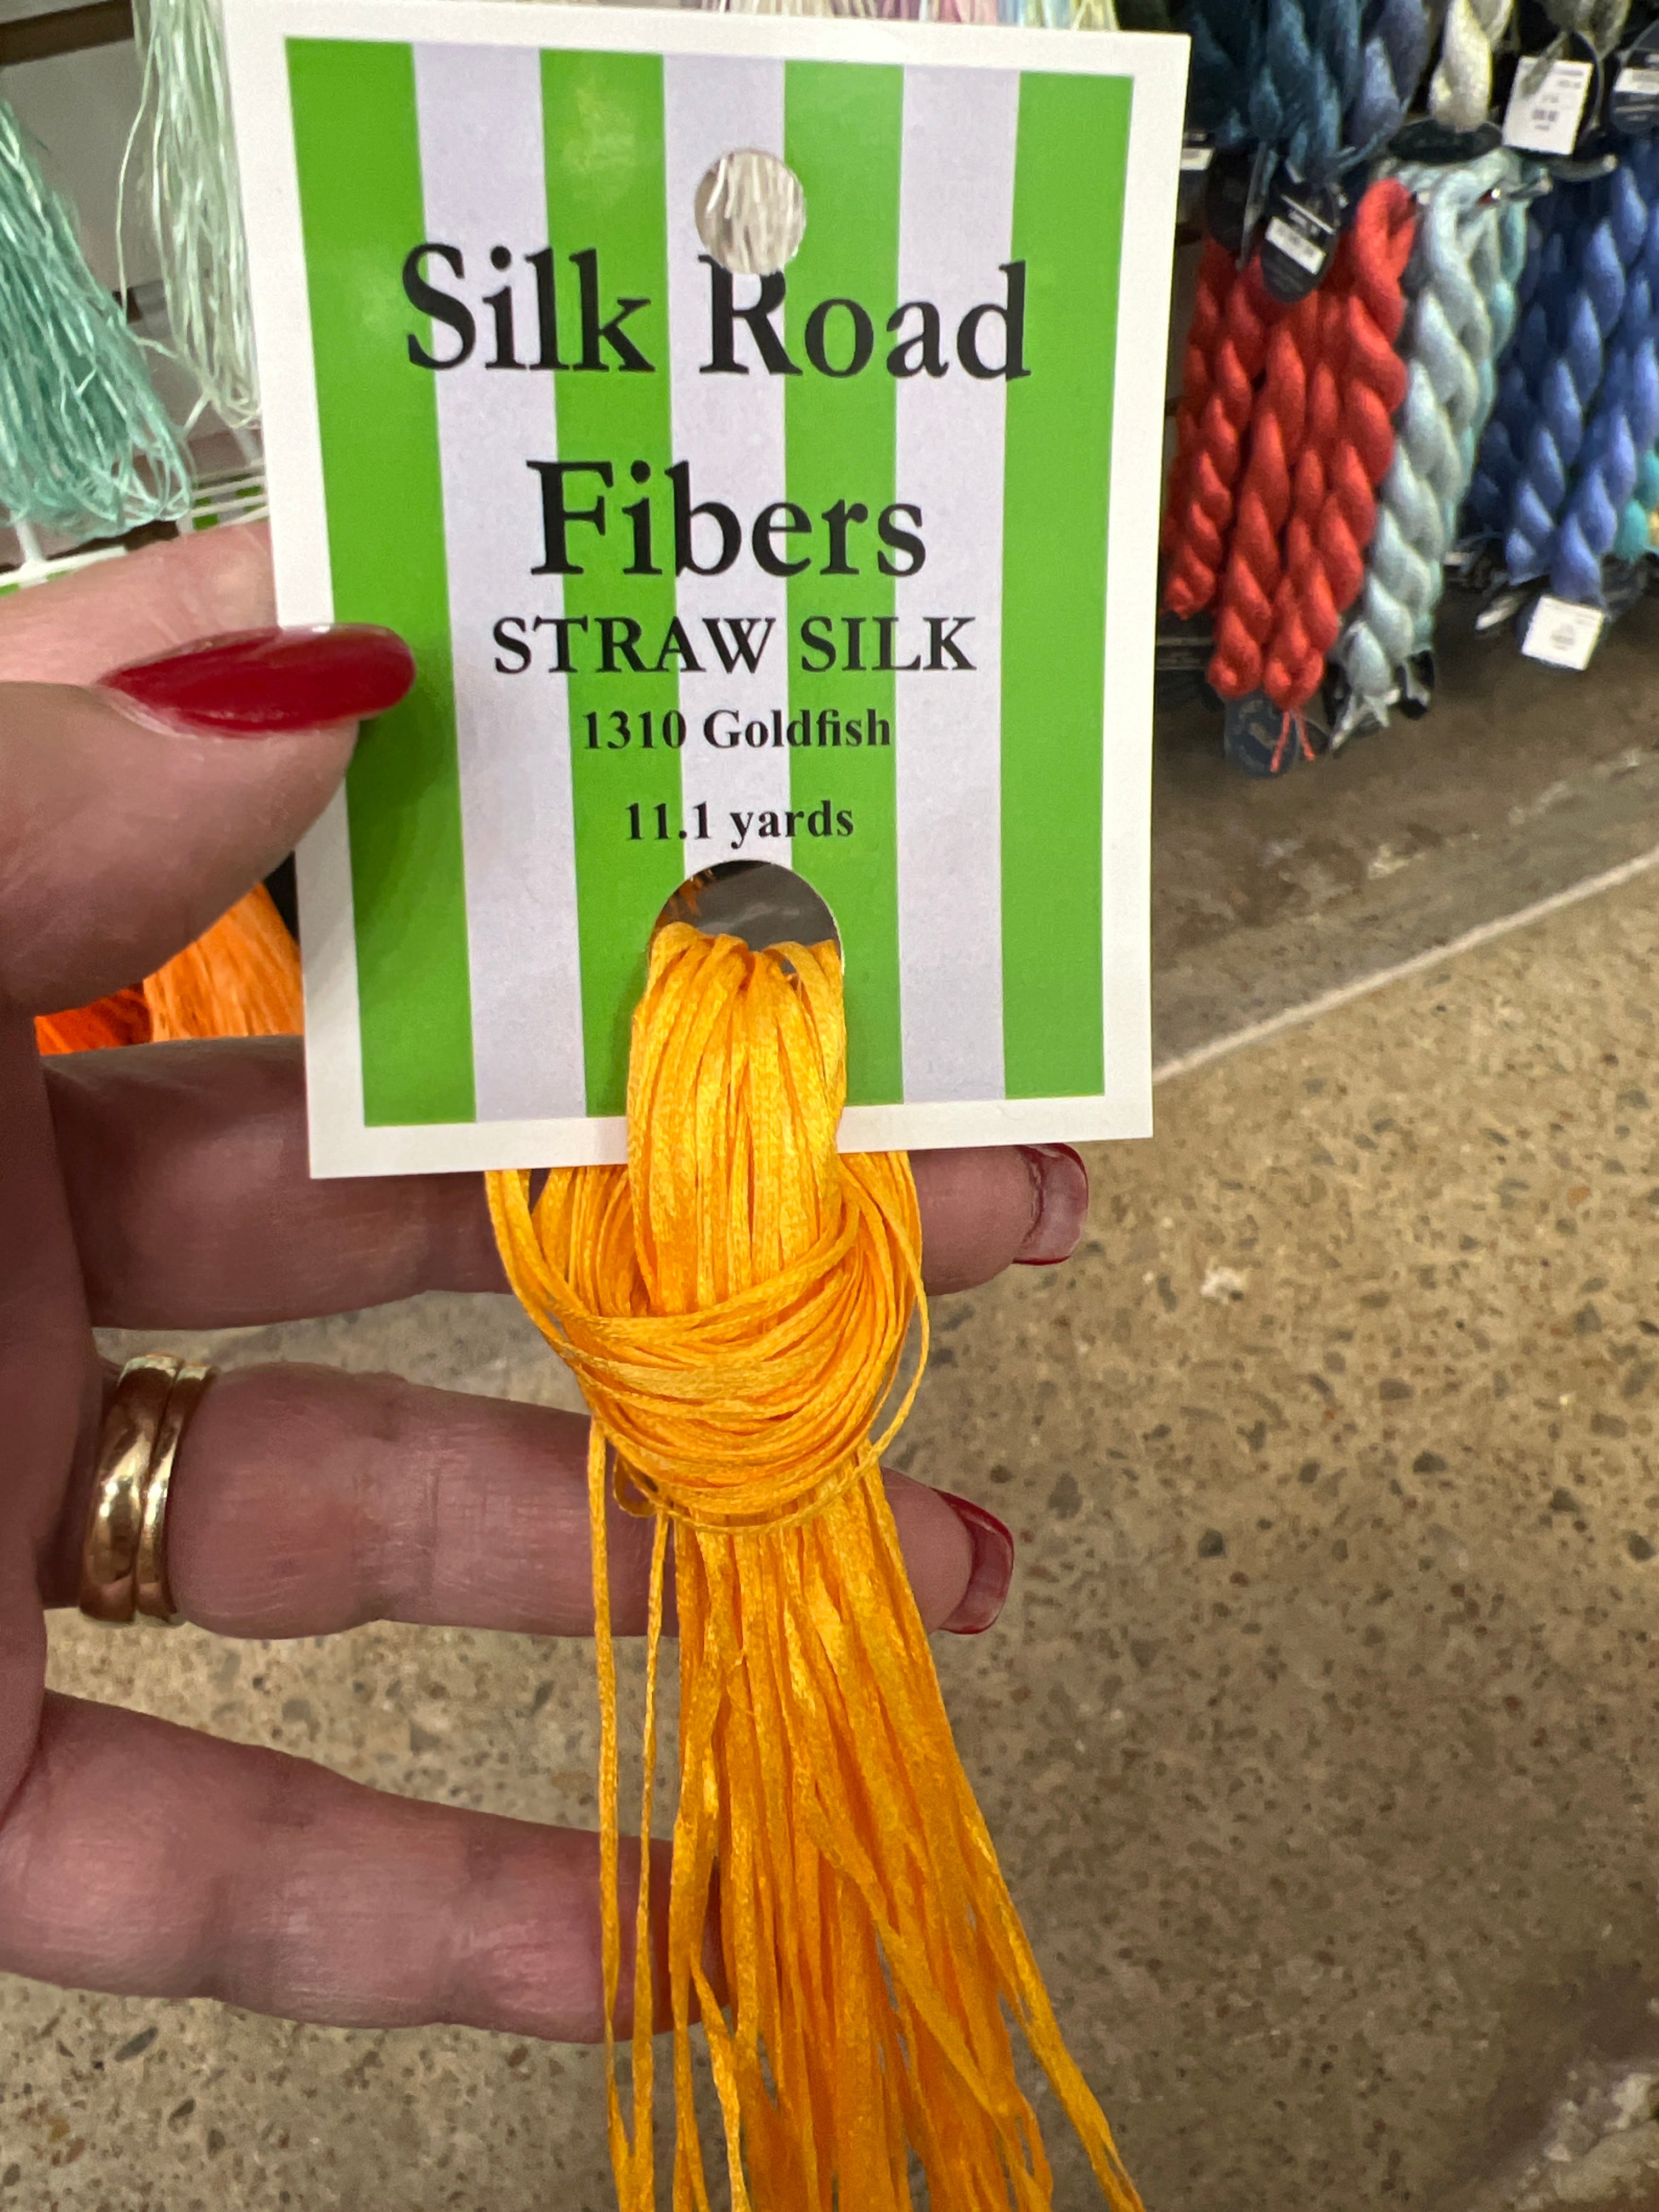 Silk Road
Fibers
STRAW SILK
1310 Goldfish
11.1 yards